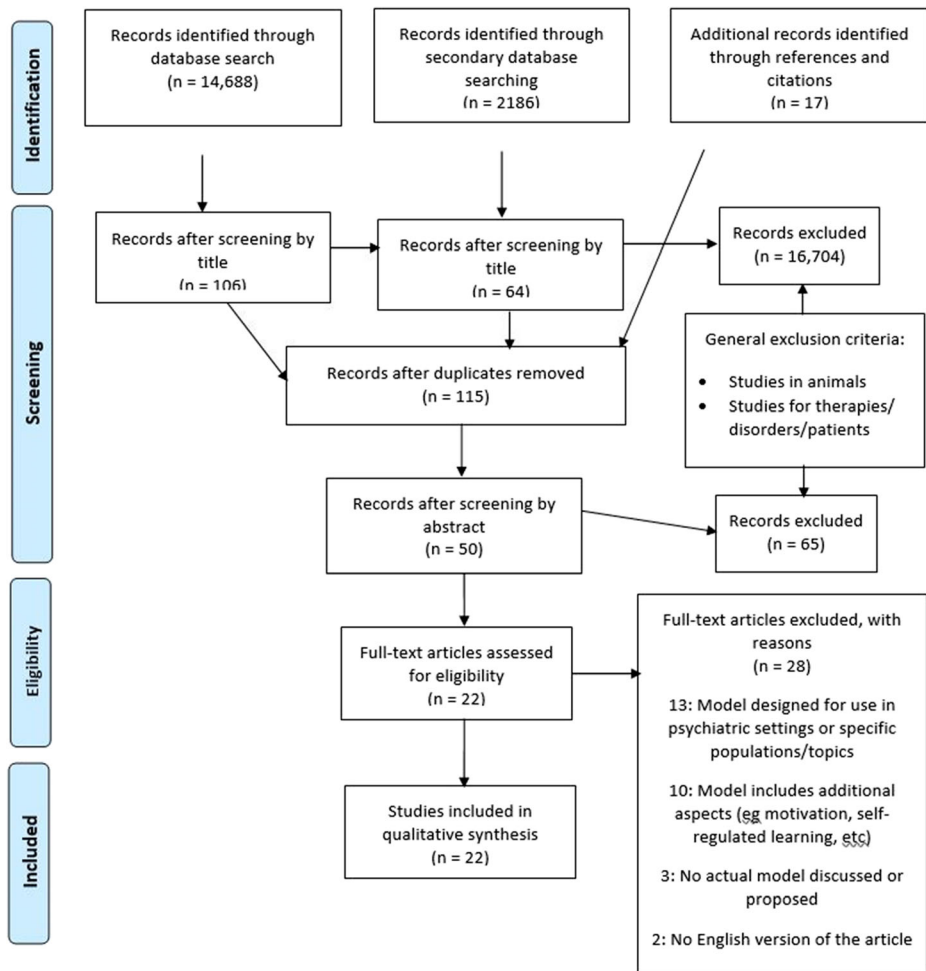 Identification
Records identified through
database search
(n = 14,688)
Records identified through
secondary database
searching
(n = 2186)
Additional records identified
through references and
citations
(n = 17)
Screening
Records after screening by
title
(n = 106)
Records after screening by
title
(n = 64)
Records excluded
(n = 16,704)
Records after duplicates removed
(n = 115)
General exclusion criteria:
• Studies in animals
• Studies for therapies/
disorders/patients
Records after screening by
abstract
(n = 50)
Records excluded
(n = 65)
Eligibility
Full-text articles assessed
for eligibility
(n = 22)
Full-text articles excluded, with
reasons
(n = 28)
13: Model designed for use in
psychiatric settings or specific
populations/topics
10: Model includes additional
aspects (eg motivation, self-
regulated learning, etc)
3: No actual model discussed or
proposed
2: No English version of the article
Included
Studies included in
qualitative synthesis
(n = 22)